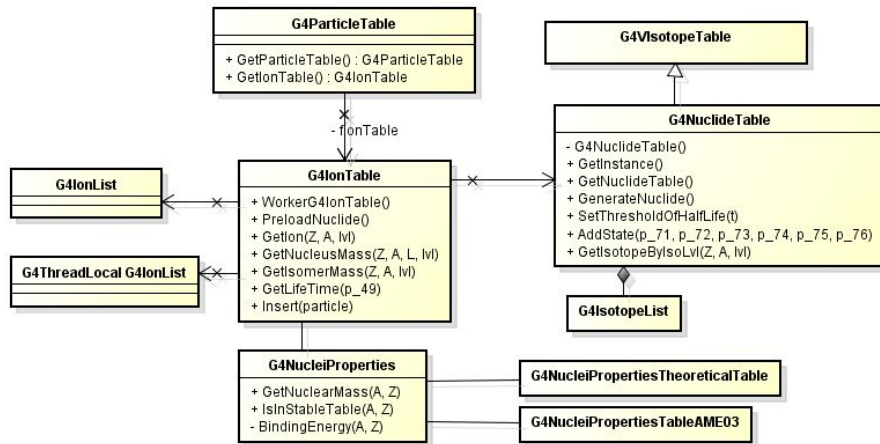 G4ParticleTable
+ GetParticleTable() : G4ParticleTable
+ GetIonTable() : G4IonTable
- fIonTable
G4VIsotopeTable
G4NuclideTable
- G4NuclideTable()
+ GetInstance()
+ GetNuclideTable()
+ GenerateNuclide()
+ SetThresholdOfHalfLife(t)
+ AddState(p_71, p_72, p_73, p_74, p_75, p_76)
+ GetIsotopeByIsoLvl(Z, A, lvl)
G4IonTable
+ WorkerG4IonTable()
+ PreloadNuclide()
+ GetIon(Z, A, lvl)
+ GetNucleusMass(Z, A, L, lvl)
+ GetIsomerMass(Z, A, lvl)
+ GetLifeTime(p_49)
+ Insert(particle)
G4IonList
G4ThreadLocal G4IonList
G4IsotopeList
G4NucleiProperties
+ GetNuclearMass(A, Z)
+ IsInStableTable(A, Z)
- BindingEnergy(A, Z)
G4NucleiPropertiesTheoreticalTable
G4NucleiPropertiesTableAME03